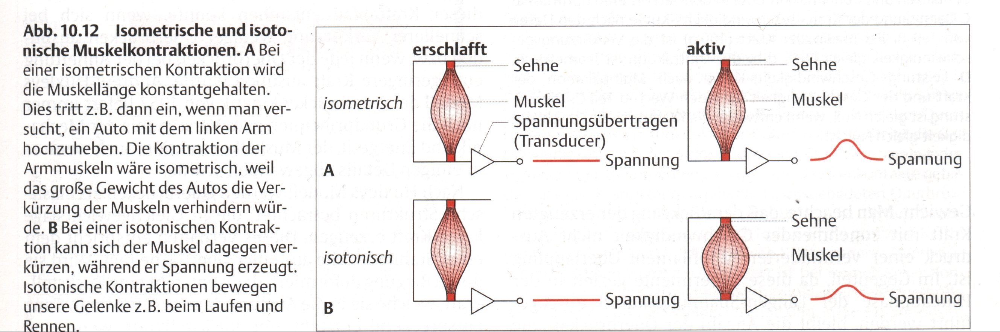 Abb. 10.12 Isometrische und isoto-
nische Muskelkontraktionen. A Bei
einer isometrischen Kontraktion wird
die Muskellänge konstantgehalten.
Dies tritt z. B. dann ein, wenn man ver-
sucht, ein Auto mit dem linken Arm
hochzuheben. Die Kontraktion der
Armmuskeln wäre isometrisch, weil
das große Gewicht des Autos die Ver-
kürzung der Muskeln verhindern wür-
de. B Bei einer isotonischen Kontrak-
tion kann sich der Muskel dagegen ver-
kürzen, während er Spannung erzeugt.
Isotonische Kontraktionen bewegen
unsere Gelenke z. B. beim Laufen und
Rennen.
erschlafft
aktiv
Sehne
Sehne
isometrisch
Muskel
Muskel
Spannungsübertragen
(Transducer)
Spannung
Spannung
A
Sehne
isotonisch
Muskel
Spannung
Spannung
B